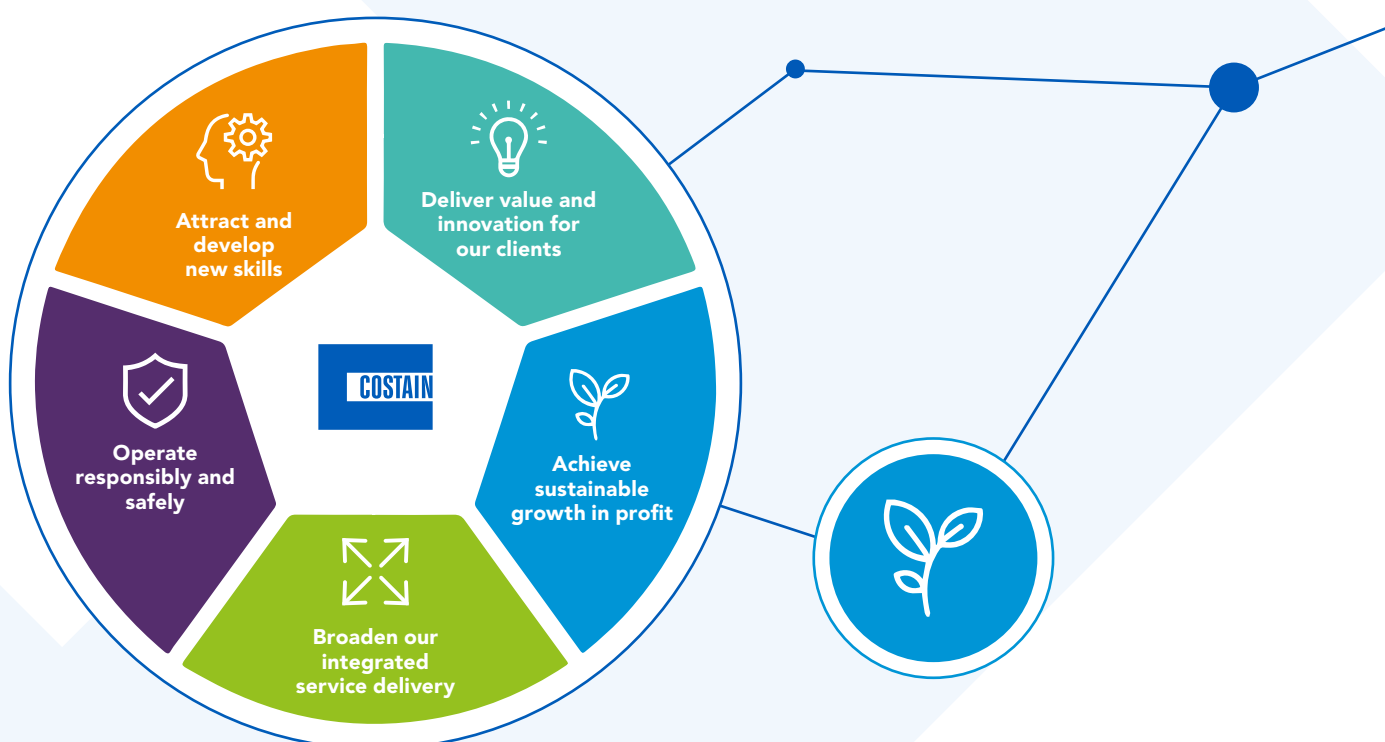 Attract and
develop
new skills
Deliver value and
innovation for
our clients
COSTAIN
Operate
responsibly and
safely
Achieve
sustainable
growth in profit
Broaden our
integrated
service delivery